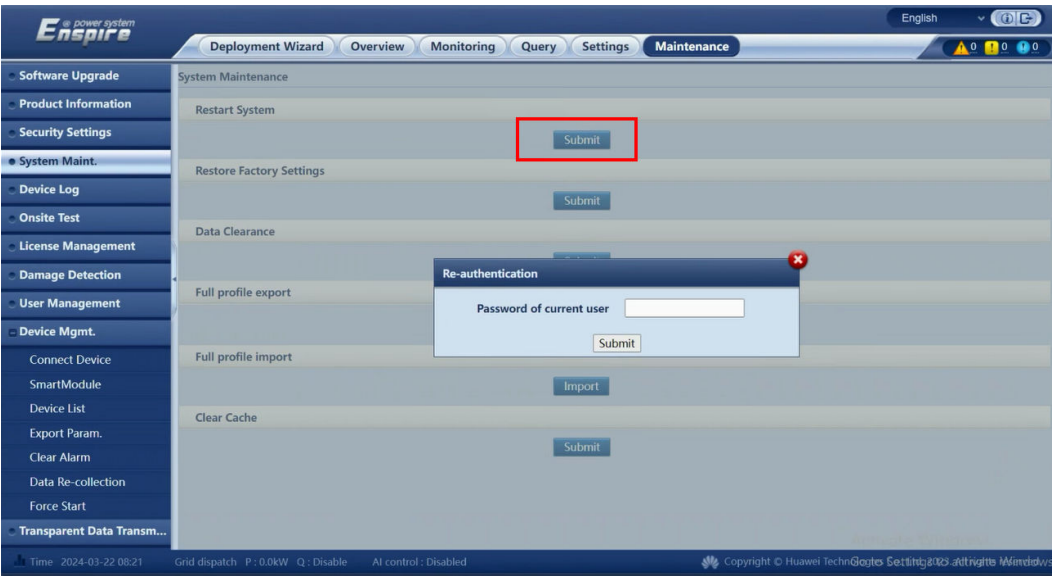 English
e power system
Enspire
Deployment Wizard Overview Monitoring Query Settings Maintenance
0 0 0
Software Upgrade
Product Information
Security Settings
System Maint.
Device Log
Onsite Test
License Management
Damage Detection
User Management
Device Mgmt.
Connect Device
SmartModule
Device List
Export Param.
Clear Alarm
Data Re-collection
Force Start
Transparent Data Transm...
System Maintenance
Restart System
Submit
Restore Factory Settings
Submit
Data Clearance
Full profile export
Re-authentication
Password of current user
Submit
Full profile import
Import
Clear Cache
Submit
Time 2024-03-22 08:21 Grid dispatch P : 0.0kW Q : Disable AI control : Disabled
Copyright © Huawei